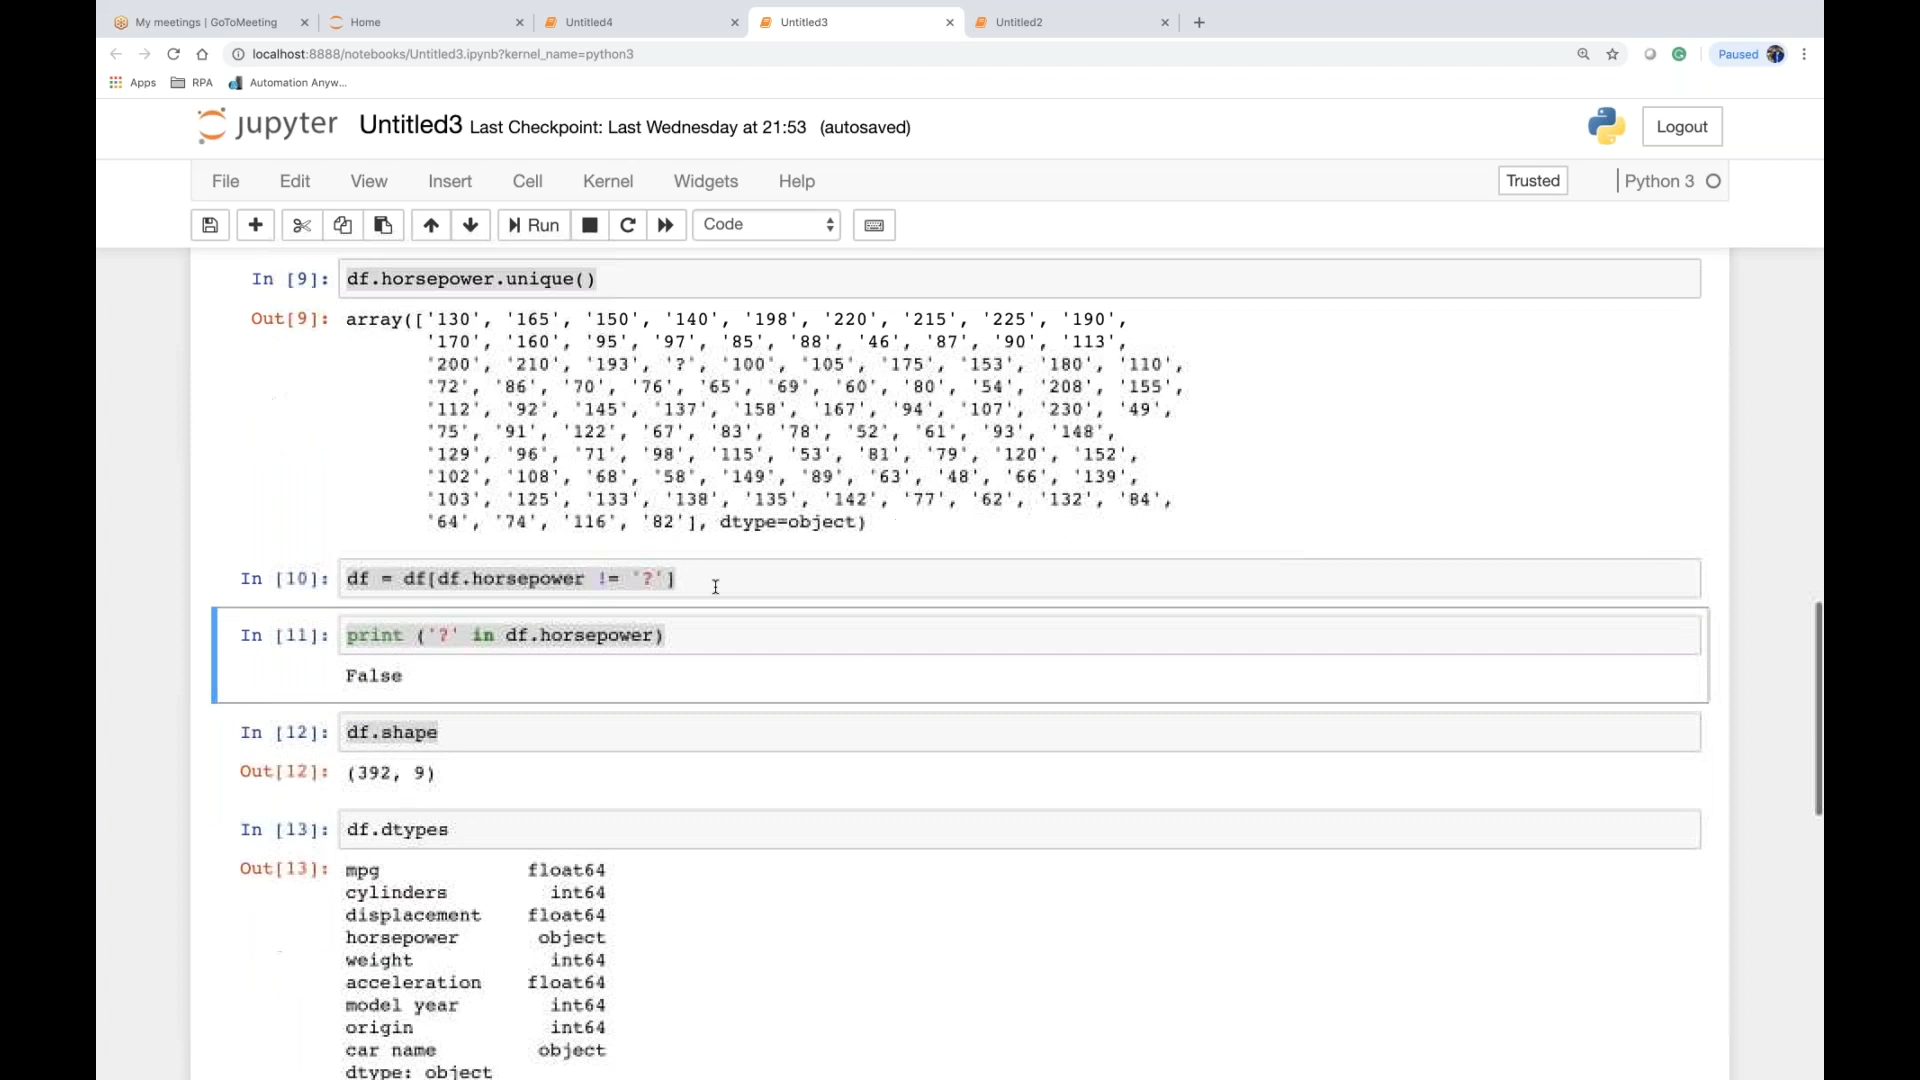 My meetings | GoToMeeting
Home
Untitled4
Untitled3
Untitled2
localhost:8888/notebooks/Untitled3.ipynb?kernel_name=python3
Paused
Apps
RPA
Automation Anyw...
jupyter Untitled3 Last Checkpoint: Last Wednesday at 21:53 (autosaved)
Logout
File Edit View Insert Cell Kernel Widgets Help
Trusted
Python 3
Run
Code
In [9]: df.horsepower.unique()
Out[9]: array(['130', '165', '150', '140', '198', '220', '215', '225', '190',
'170', '160', '95', '97', '85', '88', '46', '87', '90', '113',
'200', '210', '193', '?', '100', '105', '175', '153', '180', '110',
'72', '86', '70', '76', '65', '69', '60', '80', '54', '208', '155',
'112', '92', '145', '137', '158', '167', '94', '107', '230', '49',
'75', '91', '122', '67', '83', '78', '52', '61', '93', '148',
'129', '96', '71', '98', '115', '53', '81', '79', '120', '152',
'102', '108', '68', '58', '149', '89', '63', '48', '66', '139',
'103', '125', '133', '138', '135', '142', '77', '62', '132', '84',
'64', '74', '116', '82'], dtype=object)
In [10]: df = df[df.horsepower != '?']
In [11]: print ('?' in df.horsepower)
False
In [12]: df.shape
Out[12]: (392, 9)
In [13]: df.dtypes
Out[13]: mpg float64
cylinders int64
displacement float64
horsepower object
weight int64
acceleration float64
model year int64
origin int64
car name object
dtype: object